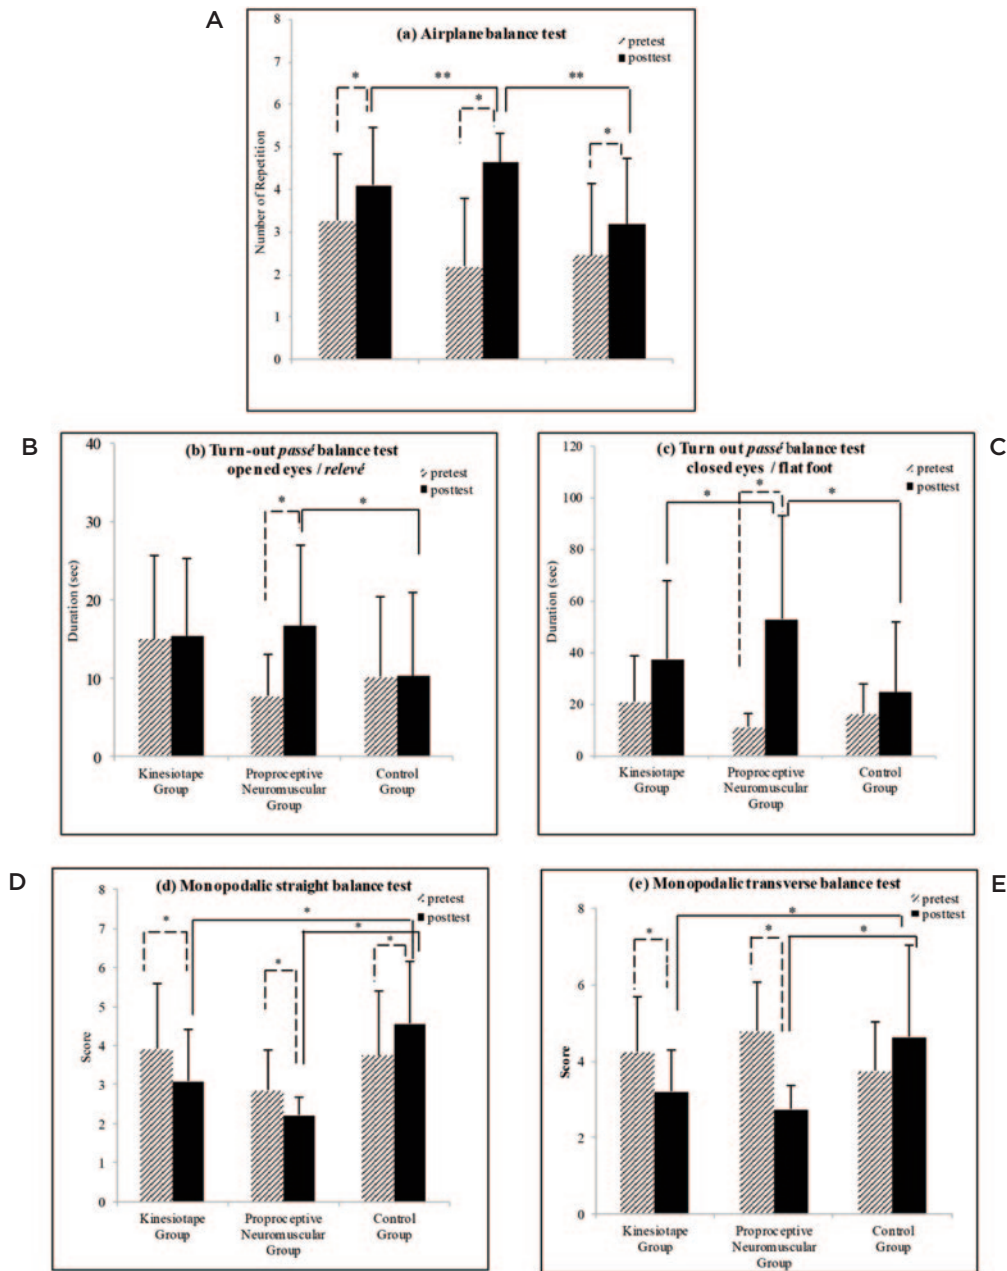 A
(a) Airplane balance test
pretest
posttest
8
7
6
5
4
3
2
1
0
Number of Repetition
*
**
*
**
*
B
(b) Turn-out passé balance test
opened eyes / relevé
pretest
posttest
40
30
20
10
0
Duration (sec)
*
*
Kinesiotape
Group
Proproceptive
Neuromuscular
Group
Control
Group
C
(c) Turn out passé balance test
closed eyes / flat foot
pretest
posttest
120
100
80
60
40
20
0
Duration (sec)
*
*
*
Kinesiotape
Group
Proproceptive
Neuromuscular
Group
Control
Group
D
(d) Monopodalic straight balance test
pretest
posttest
8
7
6
5
4
3
2
1
0
Score
*
*
*
*
*
Kinesiotape
Group
Proproceptive
Neuromuscular
Group
Control
Group
E
(e) Monopodalic transverse balance test
pretest
posttest
8
6
4
2
0
Score
*
*
*
*
Kinesiotape
Group
Proproceptive
Neuromuscular
Group
Control
Group